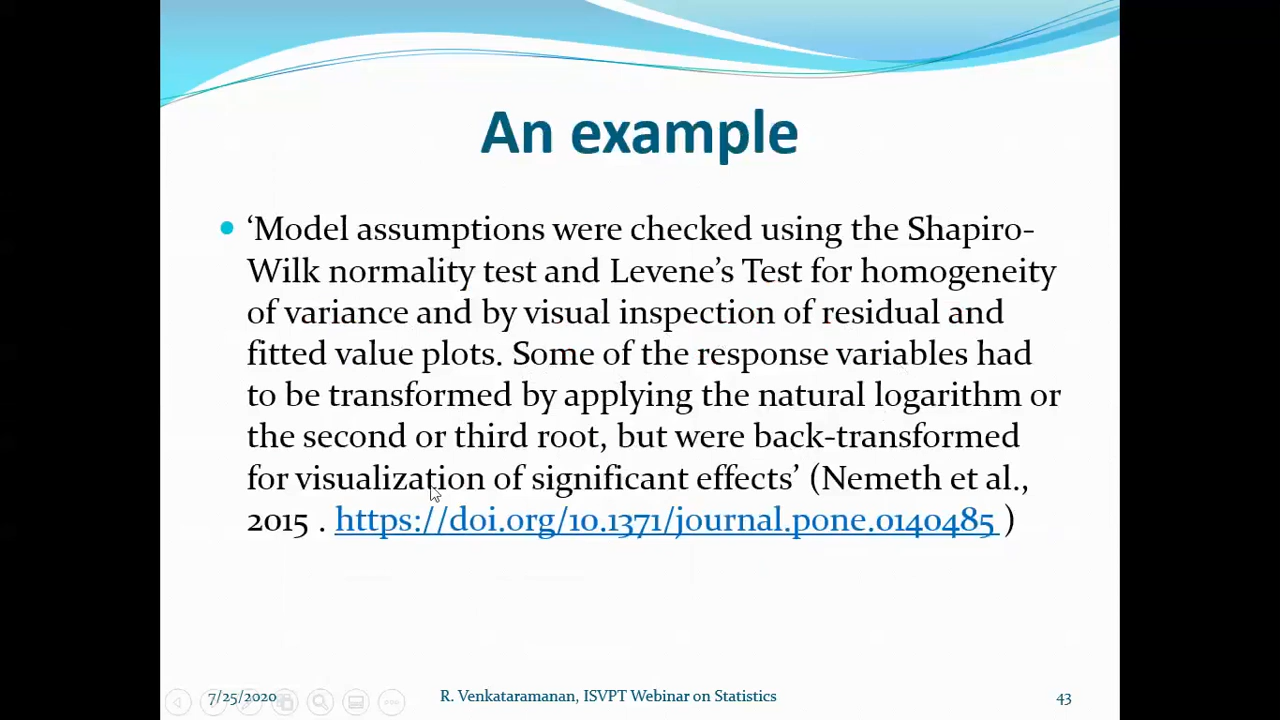 An example
‘Model assumptions were checked using the Shapiro-
Wilk normality test and Levene’s Test for homogeneity
of variance and by visual inspection of residual and
fitted value plots. Some of the response variables had
to be transformed by applying the natural logarithm or
the second or third root, but were back-transformed
for visualization of significant effects’ (Nemeth et al.,
2015 . https://doi.org/10.1371/journal.pone.0140485 )
7/25/2020 R. Venkataramanan, ISVPT Webinar on Statistics 43